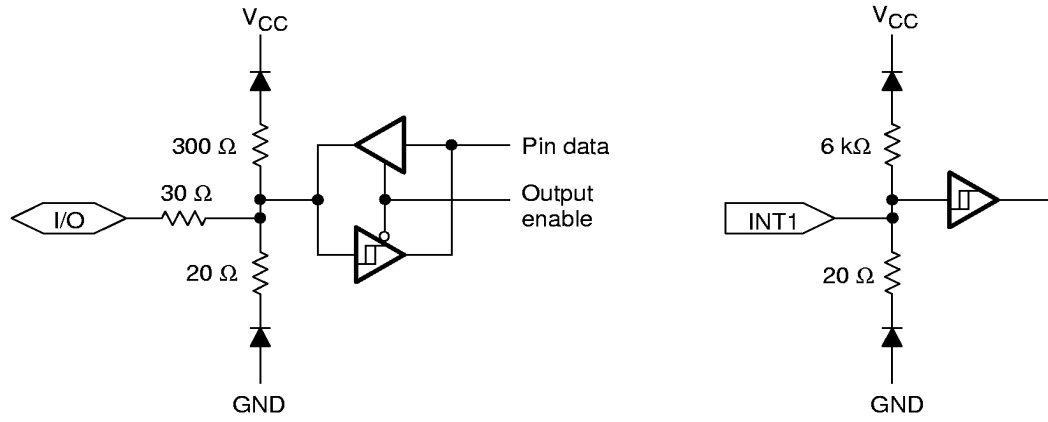 VCC
300 Ω
30 Ω
I/O
20 Ω
GND
Pin data
Output
enable
VCC
6 kΩ
INT1
20 Ω
GND